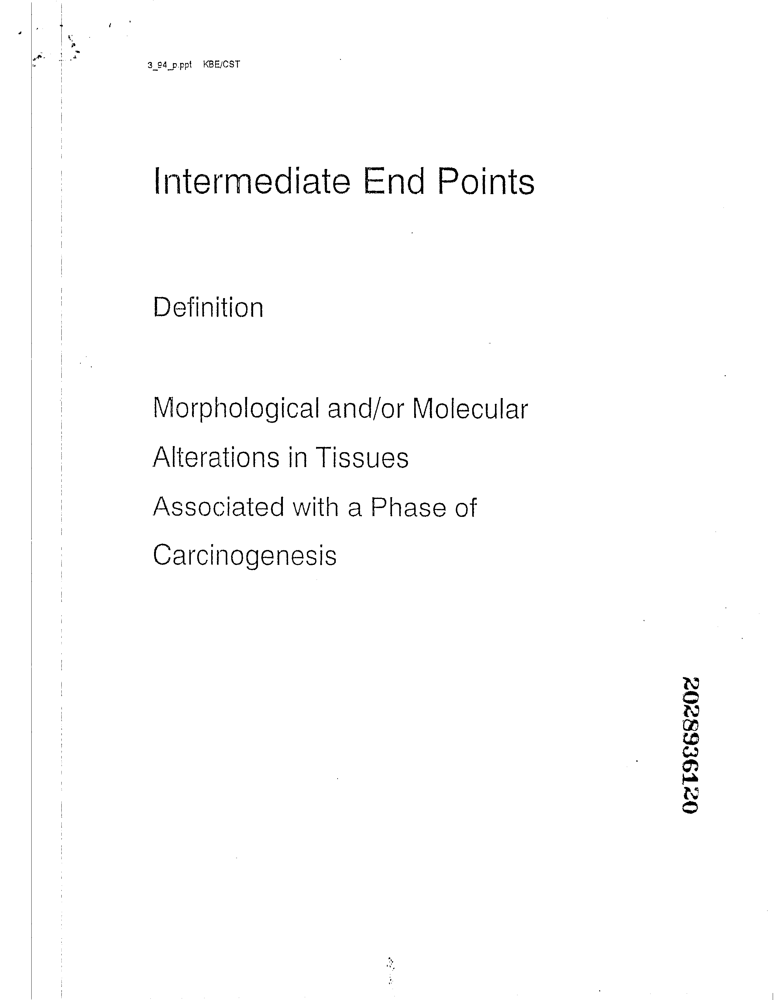 3_94_p.ppt KBE/CST
Intermediate End Points
Definition
Morphological and/or Molecular
Alterations in Tissues
Associated with a Phase of
Carcinogenesis
2028936120